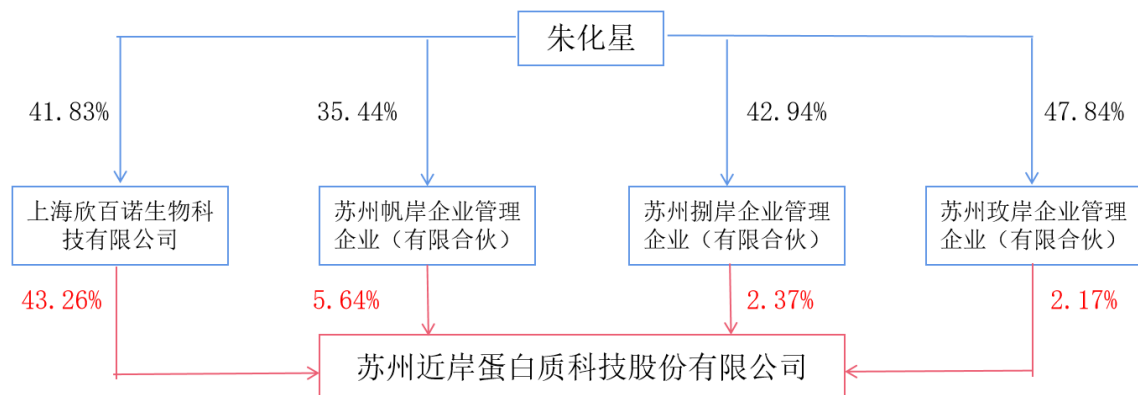 朱化星
41.83%
35.44%
42.94%
47.84%
上海欣百诺生物科
技有限公司
苏州帆岸企业管理
企业（有限合伙）
苏州捌岸企业管理
企业（有限合伙）
苏州玫岸企业管理
企业（有限合伙）
43.26%
5.64%
2.37%
2.17%
苏州近岸蛋白质科技股份有限公司